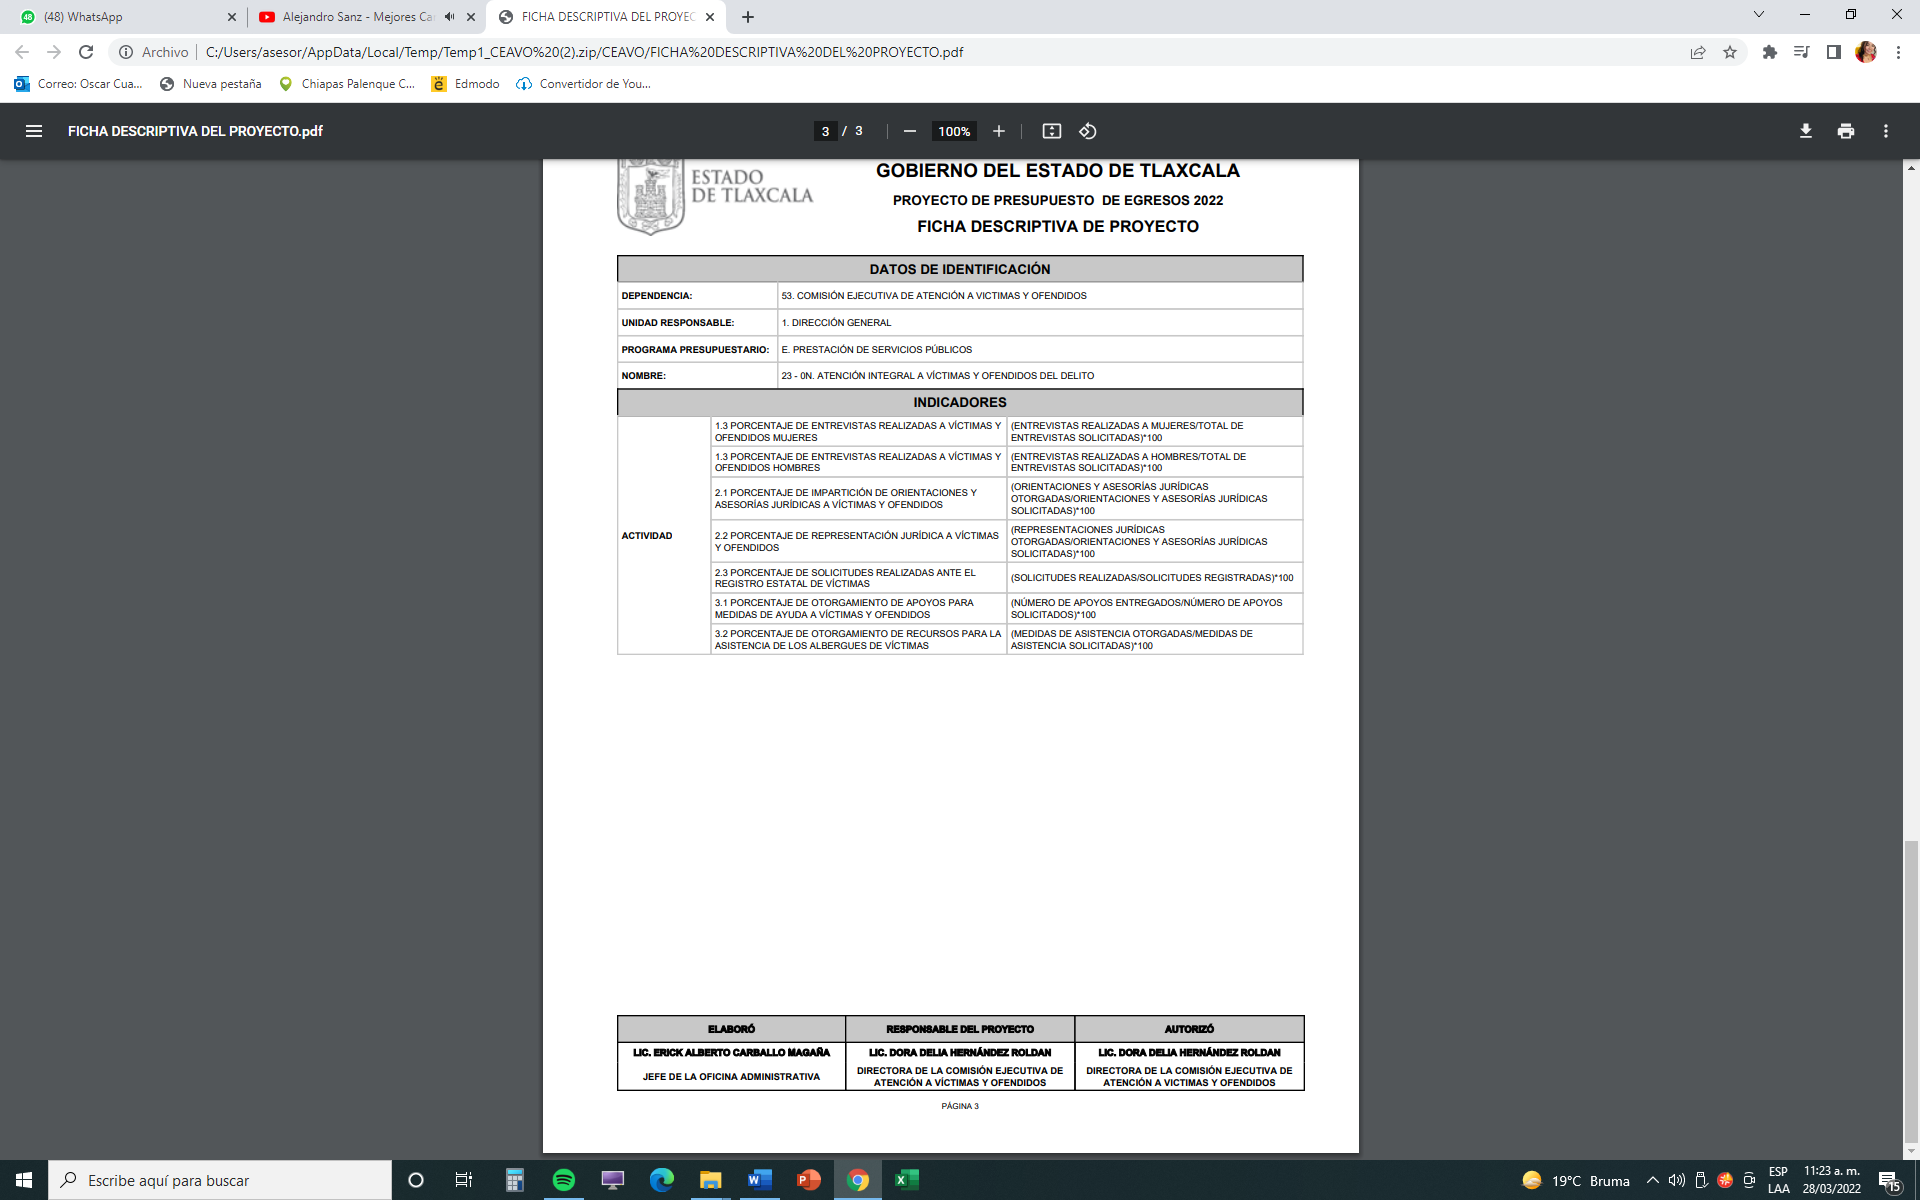 (48) WhatsApp
Alejandro Sanz - Mejores Ca
FICHA DESCRIPTIVA DEL PROYEC
Archivo
C:/Users/asesor/AppData/Local/Temp/Temp1_CEAVO%20(2).zip/CEAVO/FICHA%20DESCRIPTIVA%20DEL%20PROYECTO.pdf
Correo: Oscar Cua...
Nueva pestaña
Chiapas Palenque C...
Edmodo
Convertidor de You...
FICHA DESCRIPTIVA DEL PROYECTO.pdf
3 / 3
100%
ESTADO
DE TLAXCALA
GOBIERNO DEL ESTADO DE TLAXCALA
PROYECTO DE PRESUPUESTO DE EGRESOS 2022
FICHA DESCRIPTIVA DE PROYECTO
DATOS DE IDENTIFICACIÓN
DEPENDENCIA: 53. COMISIÓN EJECUTIVA DE ATENCIÓN A VICTIMAS Y OFENDIDOS
UNIDAD RESPONSABLE: 1. DIRECCIÓN GENERAL
PROGRAMA PRESUPUESTARIO: E. PRESTACIÓN DE SERVICIOS PÚBLICOS
NOMBRE: 23 - 0N. ATENCIÓN INTEGRAL A VÍCTIMAS Y OFENDIDOS DEL DELITO
INDICADORES
ACTIVIDAD
1.3 PORCENTAJE DE ENTREVISTAS REALIZADAS A VÍCTIMAS Y
OFENDIDOS MUJERES
(ENTREVISTAS REALIZADAS A MUJERES/TOTAL DE
ENTREVISTAS SOLICITADAS)*100
1.3 PORCENTAJE DE ENTREVISTAS REALIZADAS A VÍCTIMAS Y
OFENDIDOS HOMBRES
(ENTREVISTAS REALIZADAS A HOMBRES/TOTAL DE
ENTREVISTAS SOLICITADAS)*100
2.1 PORCENTAJE DE IMPARTICIÓN DE ORIENTACIONES Y
ASESORÍAS JURÍDICAS A VÍCTIMAS Y OFENDIDOS
(ORIENTACIONES Y ASESORÍAS JURÍDICAS
OTORGADAS/ORIENTACIONES Y ASESORÍAS JURÍDICAS
SOLICITADAS)*100
2.2 PORCENTAJE DE REPRESENTACIÓN JURÍDICA A VÍCTIMAS
Y OFENDIDOS
(REPRESENTACIONES JURÍDICAS
OTORGADAS/ORIENTACIONES Y ASESORÍAS JURÍDICAS
SOLICITADAS)*100
2.3 PORCENTAJE DE SOLICITUDES REALIZADAS ANTE EL
REGISTRO ESTATAL DE VÍCTIMAS
(SOLICITUDES REALIZADAS/SOLICITUDES REGISTRADAS)*100
3.1 PORCENTAJE DE OTORGAMIENTO DE APOYOS PARA
MEDIDAS DE AYUDA A VÍCTIMAS Y OFENDIDOS
(NÚMERO DE APOYOS ENTREGADOS/NÚMERO DE APOYOS
SOLICITADOS)*100
3.2 PORCENTAJE DE OTORGAMIENTO DE RECURSOS PARA LA
ASISTENCIA DE LOS ALBERGUES DE VÍCTIMAS
(MEDIDAS DE ASISTENCIA OTORGADAS/MEDIDAS DE
ASISTENCIA SOLICITADAS)*100
ELABORÓ
LIC. ERICK ALBERTO CARBALLO MAGAÑA
JEFE DE LA OFICINA ADMINISTRATIVA
RESPONSABLE DEL PROYECTO
LIC. DORA DELIA HERNÁNDEZ ROLDAN
DIRECTORA DE LA COMISIÓN EJECUTIVA DE
ATENCIÓN A VÍCTIMAS Y OFENDIDOS
AUTORIZÓ
LIC. DORA DELIA HERNÁNDEZ ROLDAN
DIRECTORA DE LA COMISIÓN EJECUTIVA DE
ATENCIÓN A VICTIMAS Y OFENDIDOS
PÁGINA 3
Escribe aquí para buscar
19°C Bruma
ESP
LAA
11:23 a. m.
28/03/2022
15